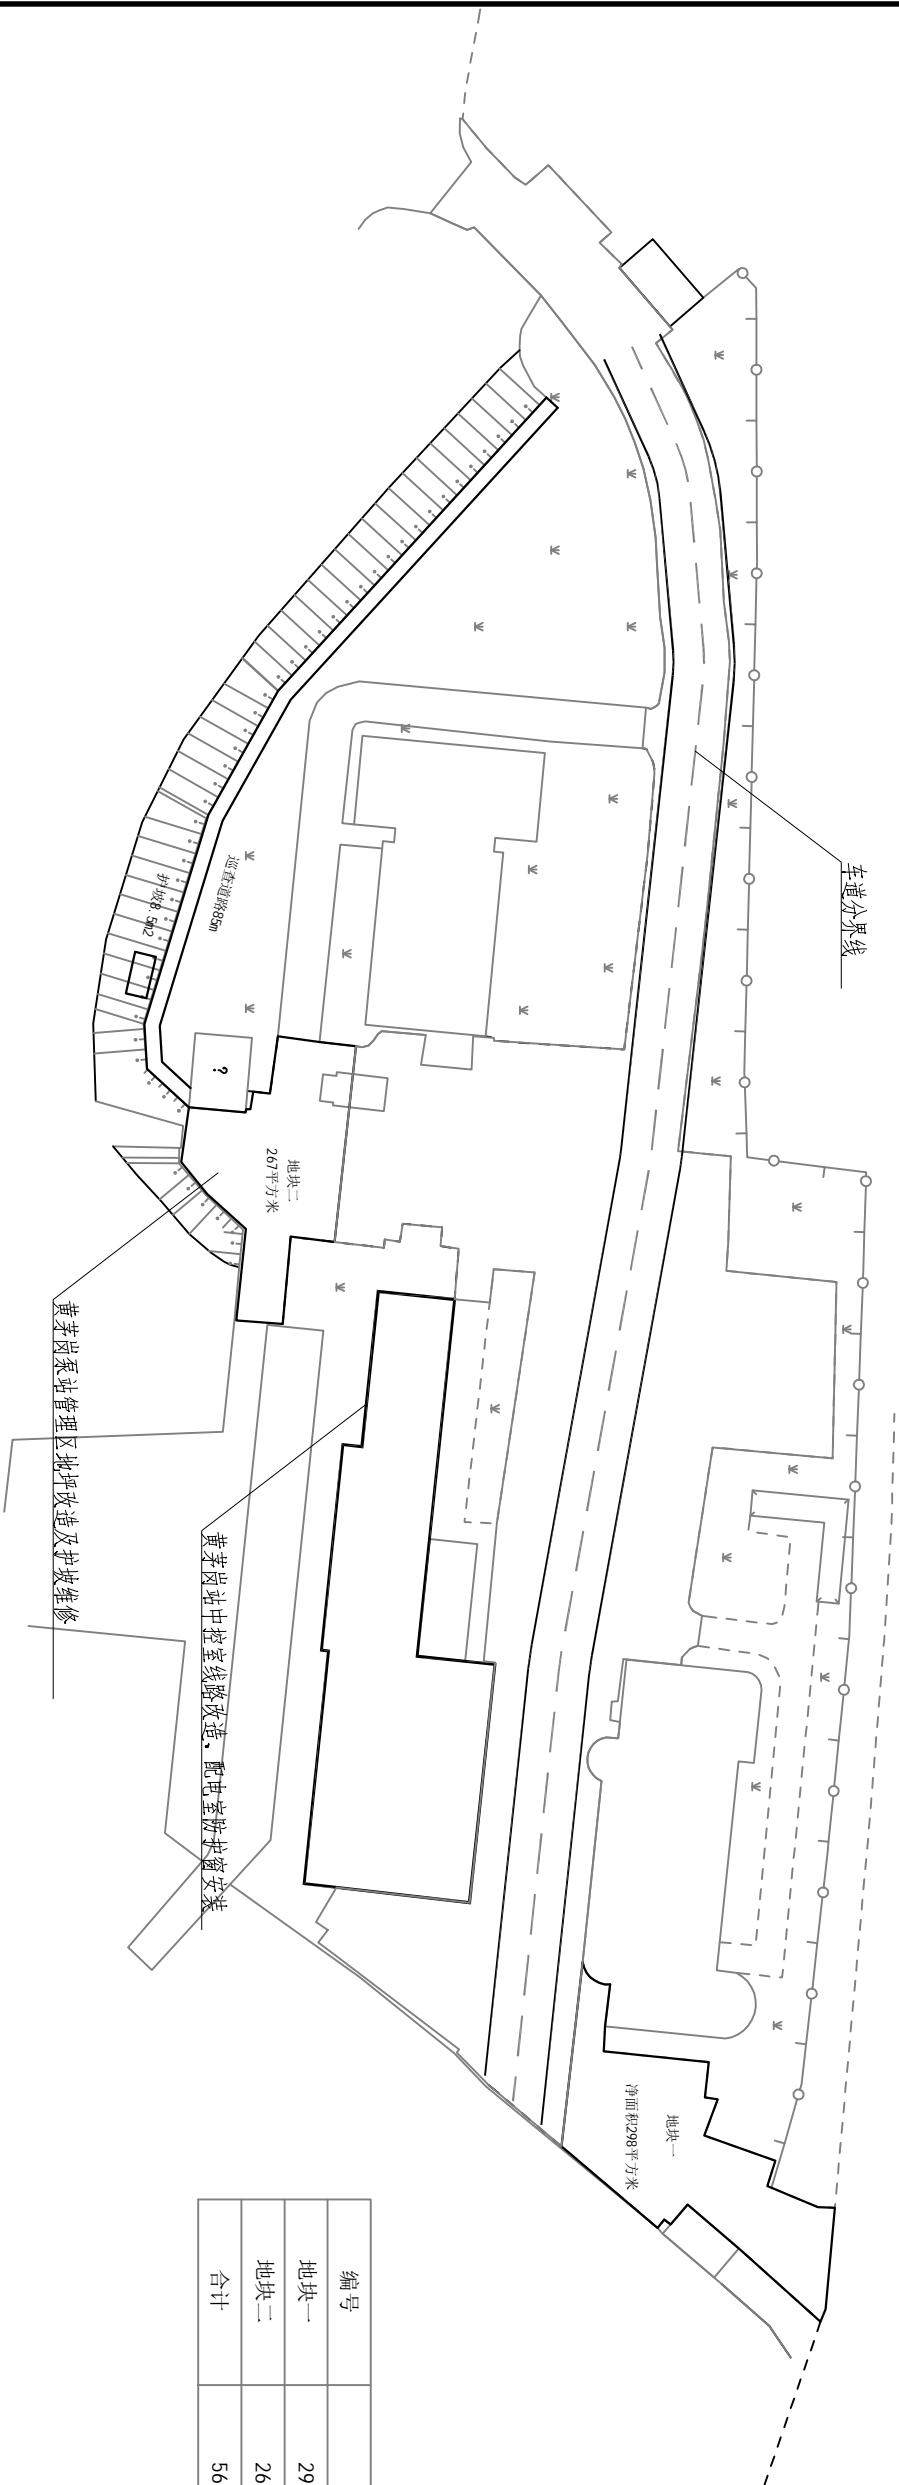 车道分界线
巡查道路85m
护坡8.5m2
?
地块二
267平方米
黄茅岗泵站管理区地坪改造及护坡维修
黄茅岗站中控室线路改造、配电室防护窗安装
地块一
净面积298平方米
编号
地块一 29
地块二 26
合计 56